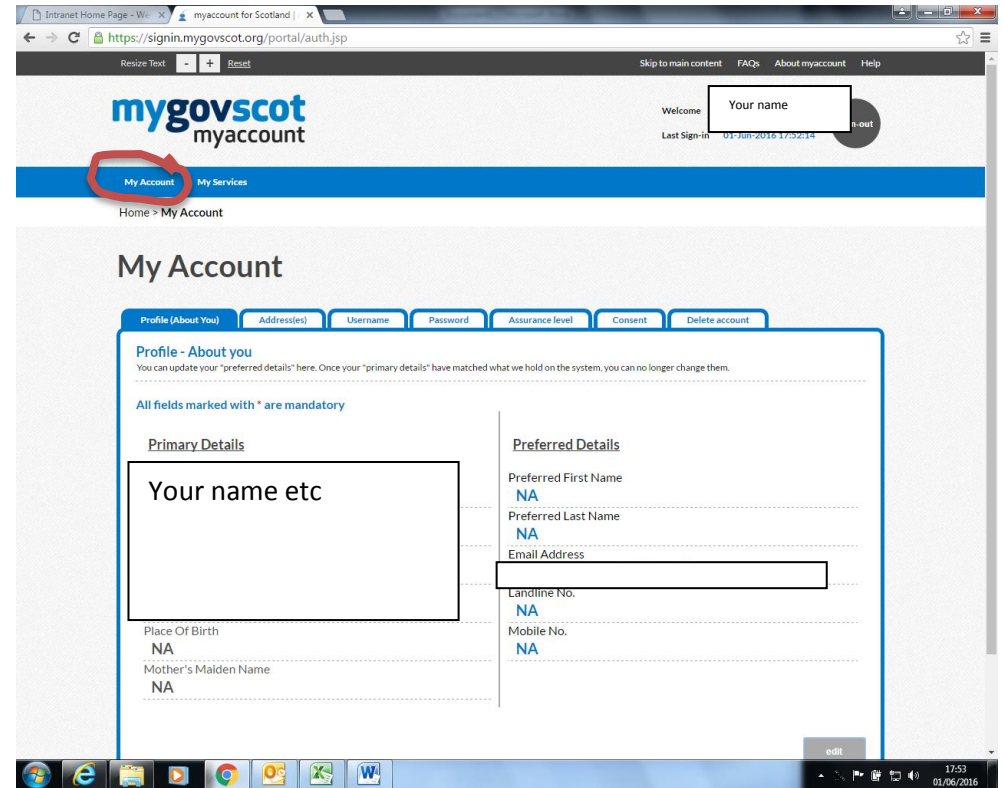 Intranet Home Page - We
myaccount for Scotland |
https://signin.mygovscot.org/portal/auth.jsp
Resize Text - + Reset
Skip to main content FAQs About myaccount Help
mygovscot
myaccount
Welcome Your name
n-out
Last Sign-in 01-Jun-2016 17:52:14
My Account My Services
Home > My Account
My Account
Profile (About You) Address(es) Username Password Assurance level Consent Delete account
Profile - About you
You can update your "preferred details" here. Once your "primary details" have matched what we hold on the system, you can no longer change them.
All fields marked with * are mandatory
Primary Details
Your name etc
Place Of Birth
NA
Mother's Maiden Name
NA
Preferred Details
Preferred First Name
NA
Preferred Last Name
NA
Email Address
Landline No.
NA
Mobile No.
NA
edit
17:53
01/06/2016